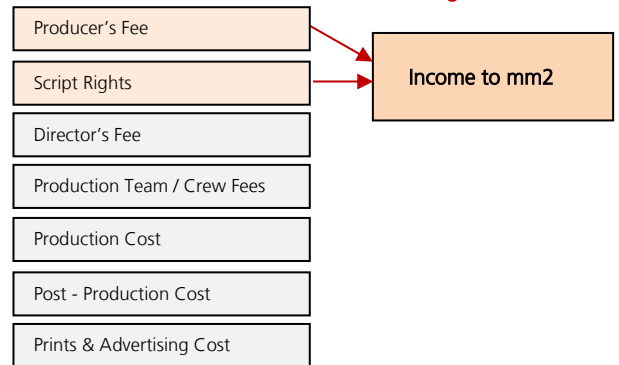 Producer’s Fee
Script Rights
Income to mm2
Director’s Fee
Production Team / Crew Fees
Production Cost
Post - Production Cost
Prints & Advertising Cost